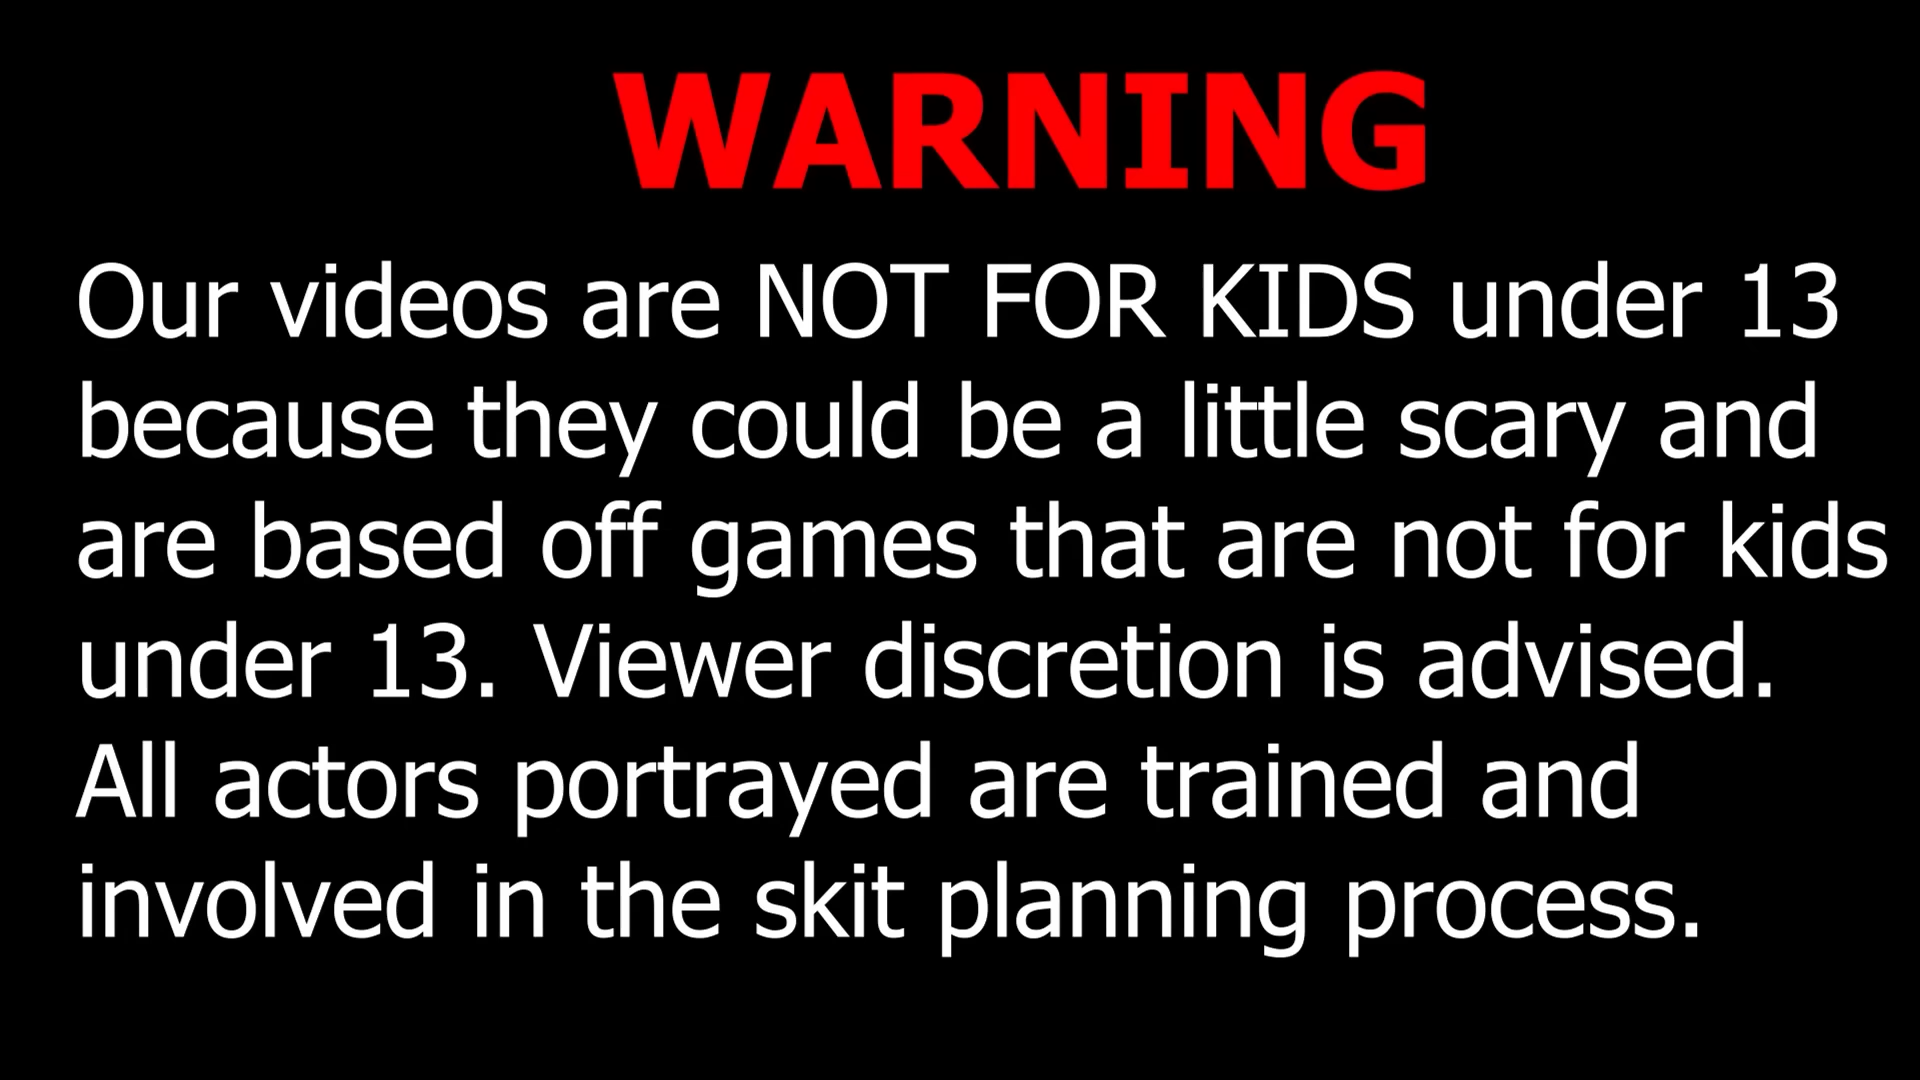 WARNING
Our videos are NOT FOR KIDS under 13
because they could be a little scary and
are based off games that are not for kids
under 13. Viewer discretion is advised.
All actors portrayed are trained and
involved in the skit planning process.